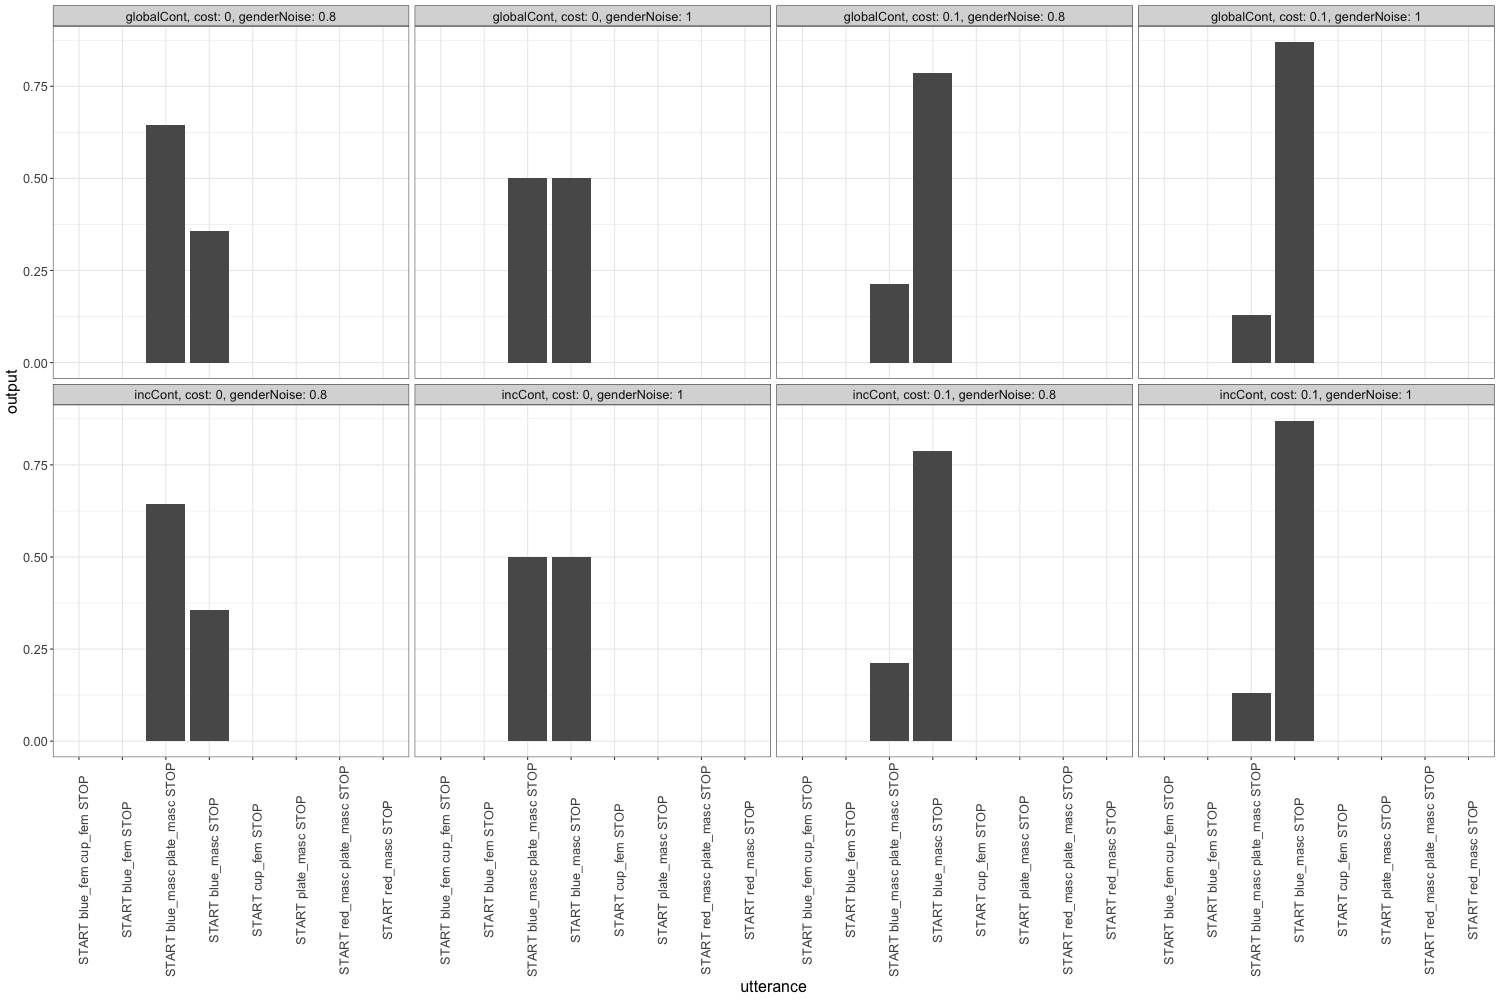 globalCont, cost: 0, genderNoise: 0.8
globalCont, cost: 0, genderNoise: 1
globalCont, cost: 0.1, genderNoise: 0.8
globalCont, cost: 0.1, genderNoise: 1
0.75
0.50
0.25
0.00
output
incCont, cost: 0, genderNoise: 0.8
incCont, cost: 0, genderNoise: 1
incCont, cost: 0.1, genderNoise: 0.8
incCont, cost: 0.1, genderNoise: 1
0.75
0.50
0.25
0.00
START blue_fem cup_fem STOP
START blue_fem STOP
START blue_masc plate_masc STOP
START blue_masc STOP
START cup_fem STOP
START plate_masc STOP
START red_masc plate_masc STOP
START red_masc STOP
START blue_fem cup_fem STOP
START blue_fem STOP
START blue_masc plate_masc STOP
START blue_masc STOP
START cup_fem STOP
START plate_masc STOP
START red_masc plate_masc STOP
START red_masc STOP
START blue_fem cup_fem STOP
START blue_fem STOP
START blue_masc plate_masc STOP
START blue_masc STOP
START cup_fem STOP
START plate_masc STOP
START red_masc plate_masc STOP
START red_masc STOP
START blue_fem cup_fem STOP
START blue_fem STOP
START blue_masc plate_masc STOP
START blue_masc STOP
START cup_fem STOP
START plate_masc STOP
START red_masc plate_masc STOP
START red_masc STOP
utterance